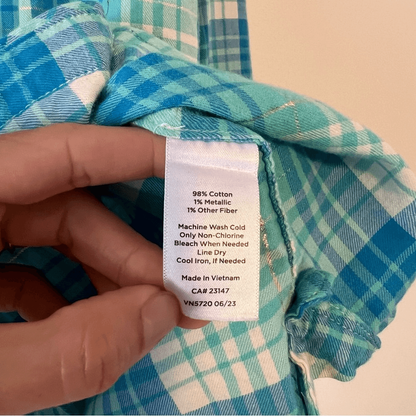 98% Cotton
1% Metallic
1% Other Fiber
Machine Wash Cold
Only Non-Chlorine
Bleach When Needed
Line Dry
Cool Iron, If Needed
Made In Vietnam
CA# 23147
VN5720 06/23